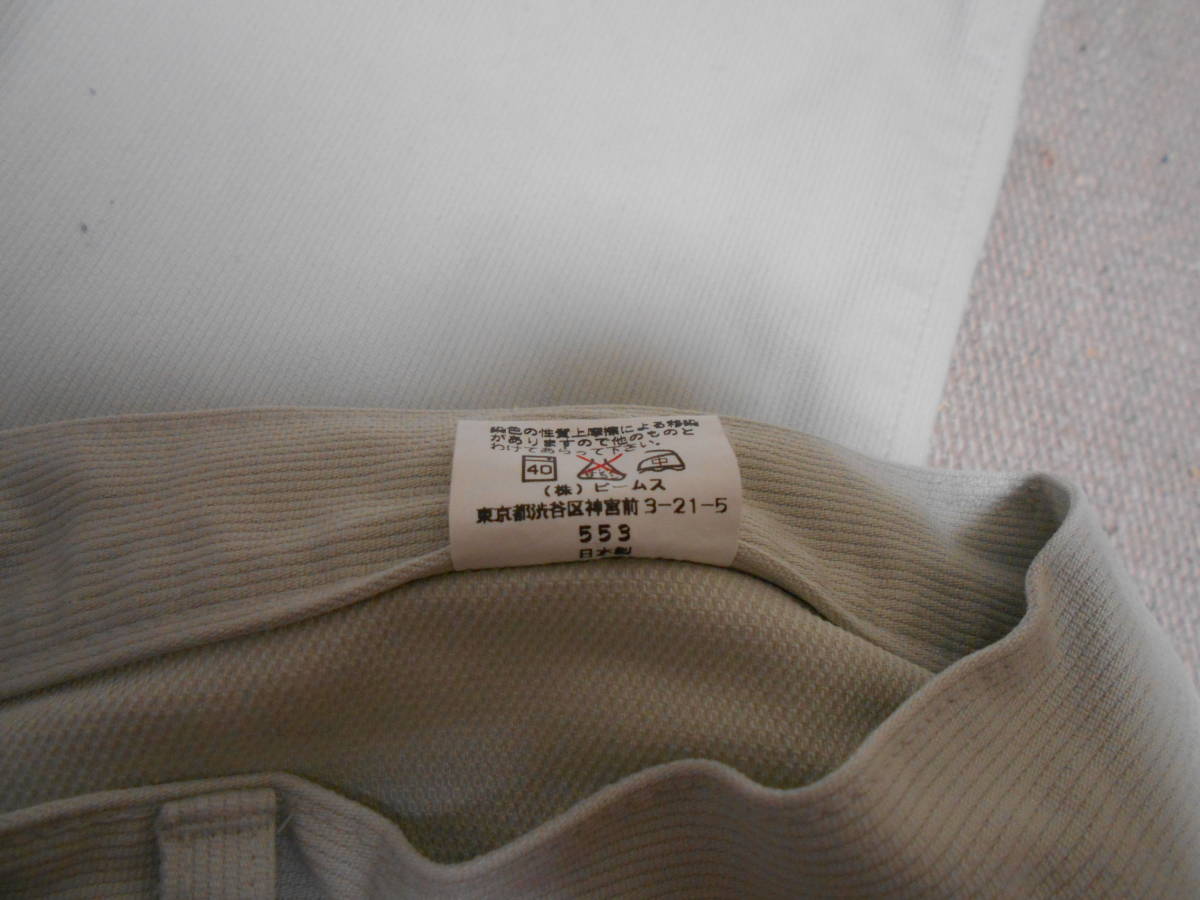 染色の性質上摩擦による移染
がありますので他のものと
わけてあらって下さい。
40 中
(株)ビームス
東京都渋谷区神宮前3-21-5
553
日本製